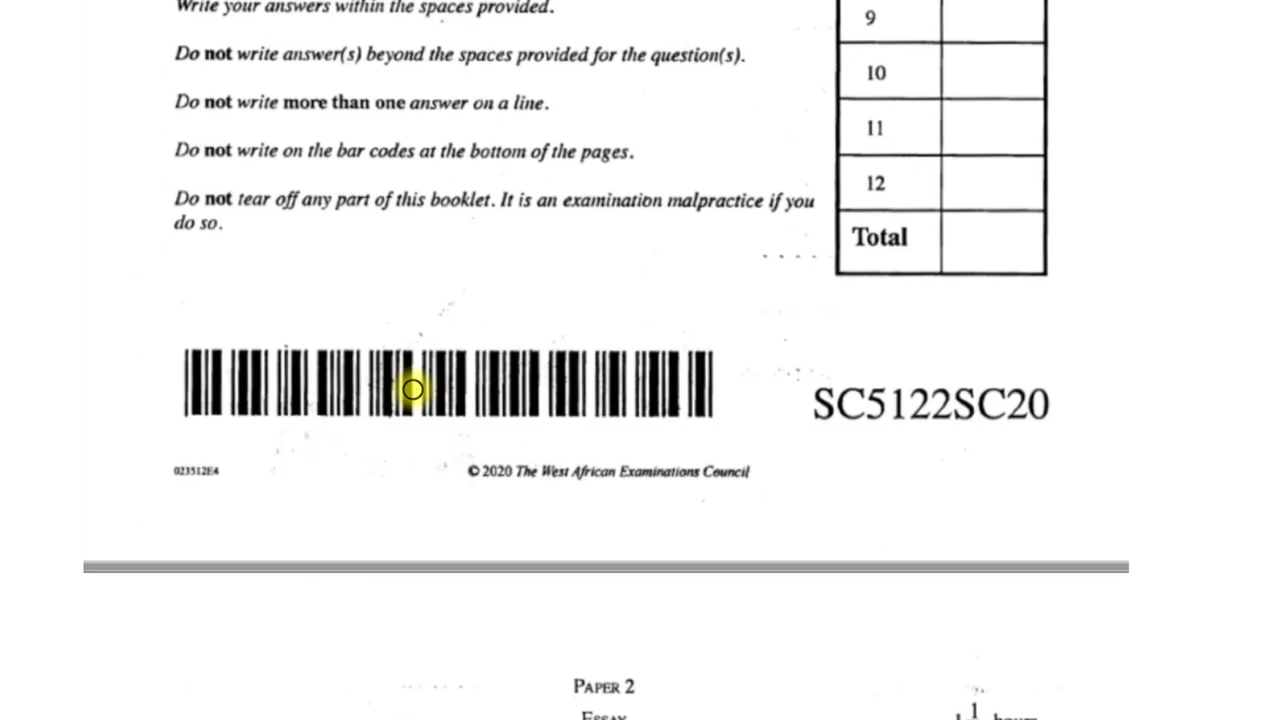 Write your answers within the spaces provided.
Do not write answer(s) beyond the spaces provided for the question(s).
Do not write more than one answer on a line.
Do not write on the bar codes at the bottom of the pages.
Do not tear off any part of this booklet. It is an examination malpractice if you
do so.
9
10
11
12
Total
SC5122SC20
023512E4
© 2020 The West African Examinations Council
PAPER 2
ESSAY
1 hours